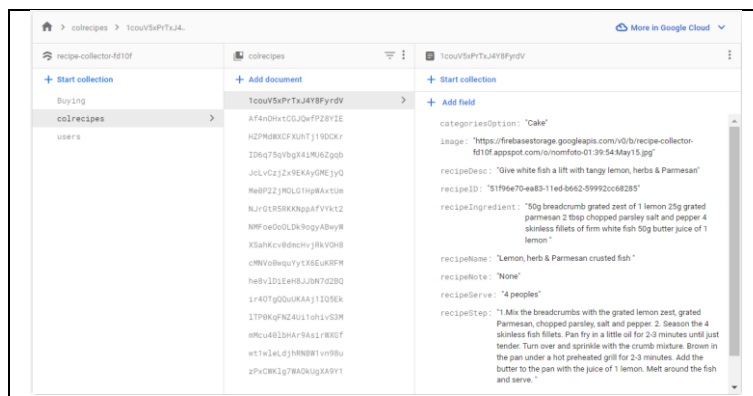 colrecipes > 1couV5xPrTxJ4..
More in Google Cloud
recipe-collector-fd10f
colrecipes
1couV5xPrTxJ4Y8FyrdV
+ Start collection
+ Add document
+ Start collection
Buying
colrecipes
users
1couV5xPrTxJ4Y8FyrdV
Af4nOHxtCGJQwfPZ8YIE
HZPMdWXCFXUhTj19DCKr
ID6q75qVbgX4iMU6Zgqb
JcLvCzjZx9EKAyGMEjyQ
Me0P2ZjMOLG1HpWAxtUm
NJrGtR5RKKNppAfVYkt2
NMFoeOoOLDk9ogyABwyW
XSahKcv8dmcHvjRkVOH8
cMNVo0wquYytX6EuKRFM
he8vlDiEeH8JJbN7d2BQ
ir4OTgQQuUKAAj1IQ5Ek
lTP0KqFNZ4Ui1ohivS3M
mMcu40lbHAr9AsirWXGf
wt1wleLdjhRN0W1vn98u
zPxCWKlg7WAOkUgXA9Y1
+ Add field
categoriesOption: "Cake"
image: "https://firebasestorage.googleapis.com/v0/b/recipe-collector-
fd10f.appspot.com/o/nomfoto-01:39:54:May15.jpg"
recipeDesc: "Give white fish a lift with tangy lemon, herbs & Parmesan"
recipeID: "51f96e70-ea83-11ed-b662-59992cc68285"
recipeIngredient: "50g breadcrumb grated zest of 1 lemon 25g grated
parmesan 2 tbsp chopped parsley salt and pepper 4
skinless fillets of firm white fish 50g butter juice of 1
lemon "
recipeName: "Lemon, herb & Parmesan crusted fish "
recipeNote: "None"
recipeServe: "4 peoples"
recipeStep: "1.Mix the breadcrumbs with the grated lemon zest, grated
Parmesan, chopped parsley, salt and pepper. 2. Season the 4
skinless fish fillets. Pan fry in a little oil for 2-3 minutes until just
tender. Turn over and sprinkle with the crumb mixture. Brown in
the pan under a hot preheated grill for 2-3 minutes. Add the
butter to the pan with the juice of 1 lemon. Melt around the fish
and serve. "